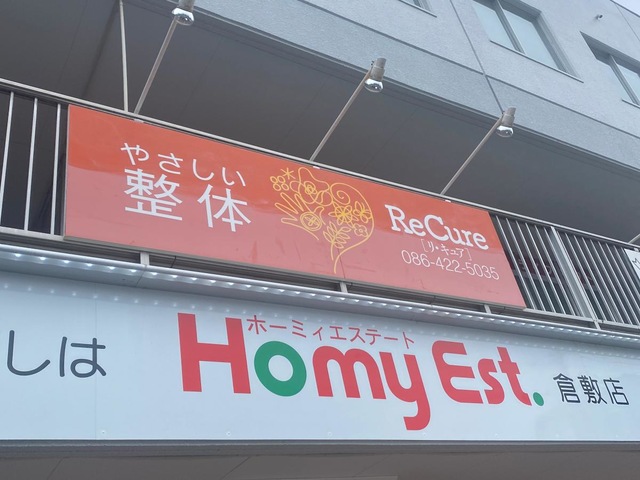 やさしい
整体
ReCure
[リ・キュア]
086-422-5035
しは
ホーミィエステート
Homy Est.
倉敷店